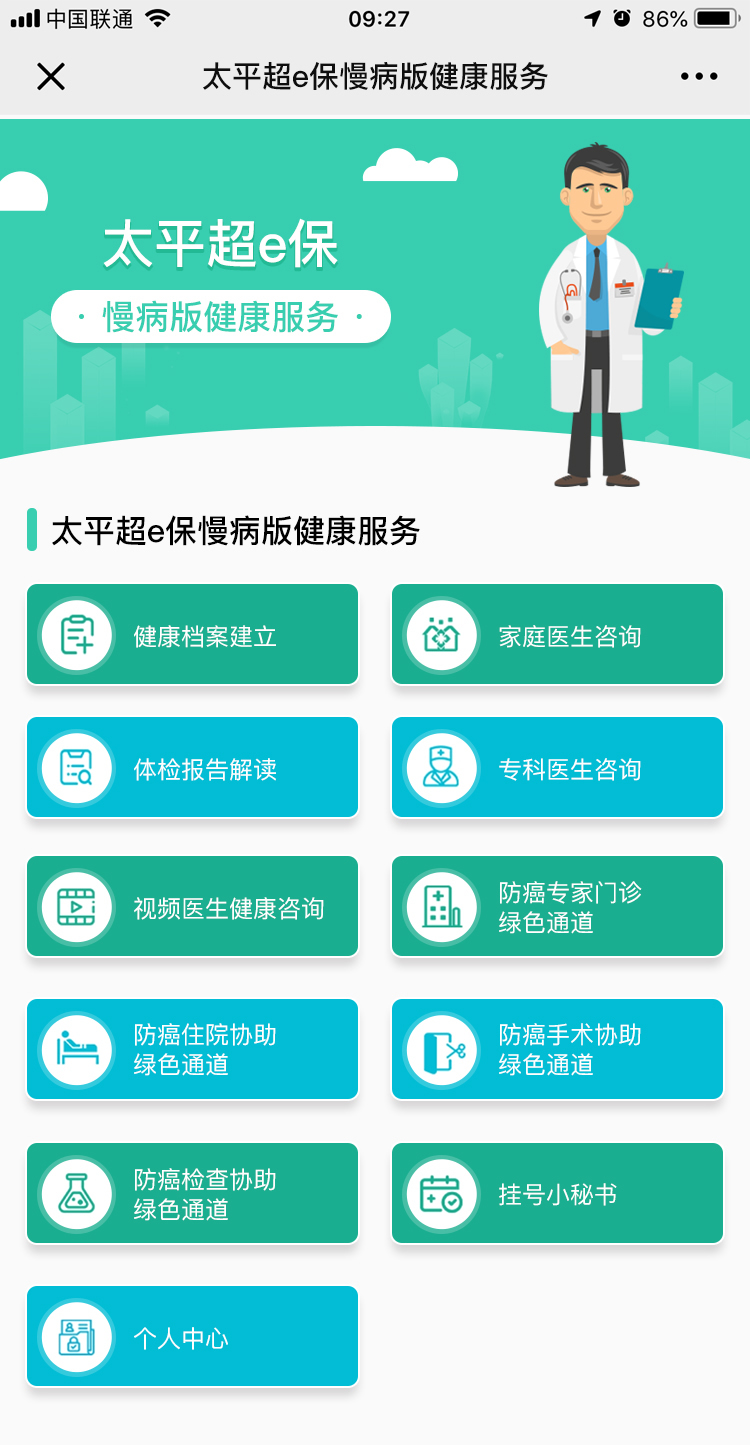 中国联通
09:27
86%
太平超e保慢病版健康服务
太平超e保
· 慢病版健康服务 ·
太平超e保慢病版健康服务
健康档案建立
家庭医生咨询
体检报告解读
专科医生咨询
视频医生健康咨询
防癌专家门诊
绿色通道
防癌住院协助
绿色通道
防癌手术协助
绿色通道
防癌检查协助
绿色通道
挂号小秘书
个人中心